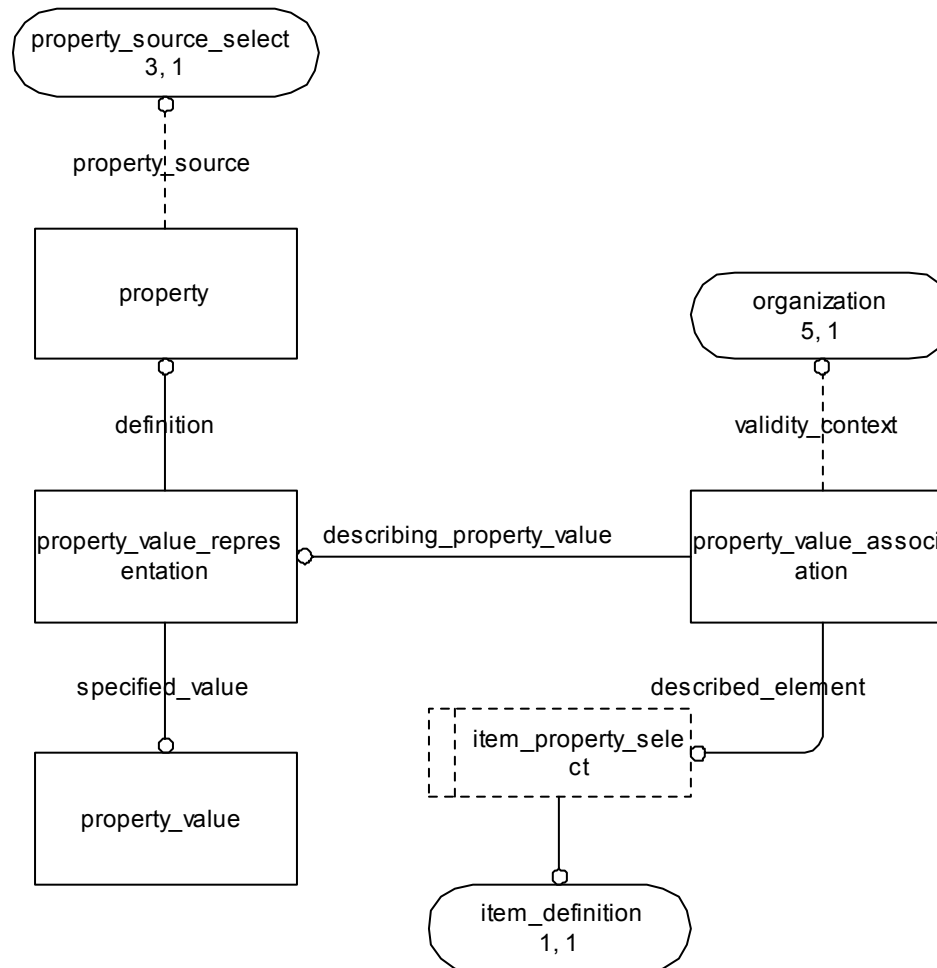 property_source_select
3, 1
property_source
property
organization
5, 1
definition
validity_context
property_value_repres
entation
describing_property_value
property_value_associ
ation
specified_value
described_element
item_property_sele
ct
property_value
item_definition
1, 1